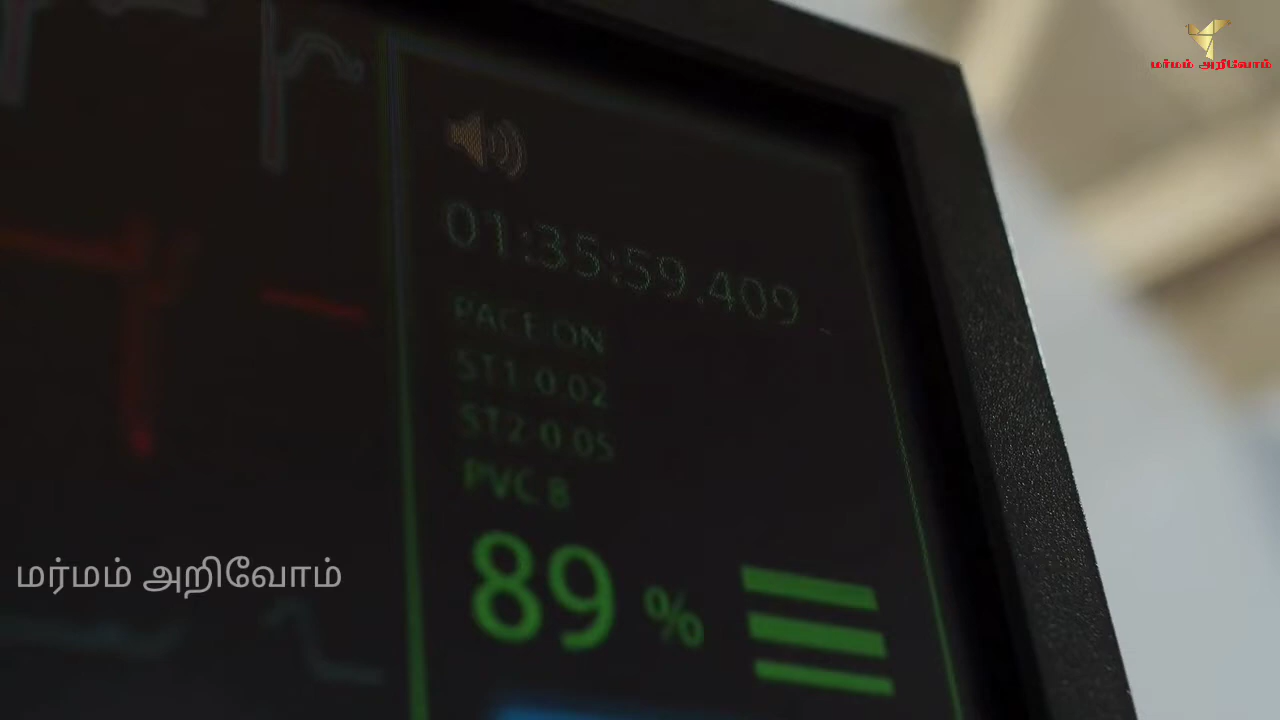 மர்மம் அறிவோம்
01:35:59.409
PACE ON
ST1 0.02
ST2 0.05
PVC 8
89 %
மர்மம் அறிவோம்